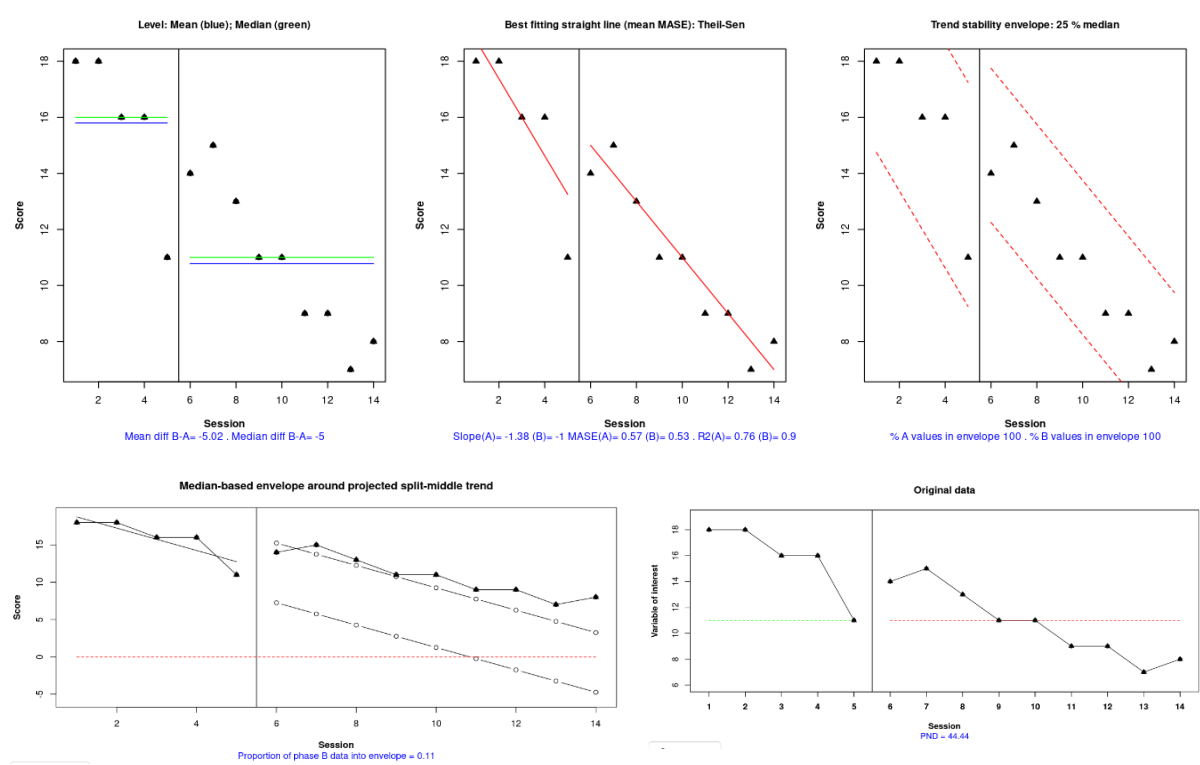 Level: Mean (blue); Median (green)
Score
18
16
14
12
10
8
2 4 6 8 10 12 14
Session
Mean diff B-A= -5.02 . Median diff B-A= -5
Best fitting straight line (mean MASE): Theil-Sen
Score
18
16
14
12
10
8
2 4 6 8 10 12 14
Session
Slope(A)= -1.38 (B)= -1 MASE(A)= 0.57 (B)= 0.53 . R2(A)= 0.76 (B)= 0.9
Trend stability envelope: 25 % median
Score
18
16
14
12
10
8
2 4 6 8 10 12 14
Session
% A values in envelope 100 . % B values in envelope 100
Median-based envelope around projected split-middle trend
Score
15
10
5
0
-5
2 4 6 8 10 12 14
Session
Proportion of phase B data into envelope = 0.11
Original data
Variable of interest
18
16
14
12
10
8
6
1 2 3 4 5 6 7 8 9 10 11 12 13 14
Session
PND = 44.44